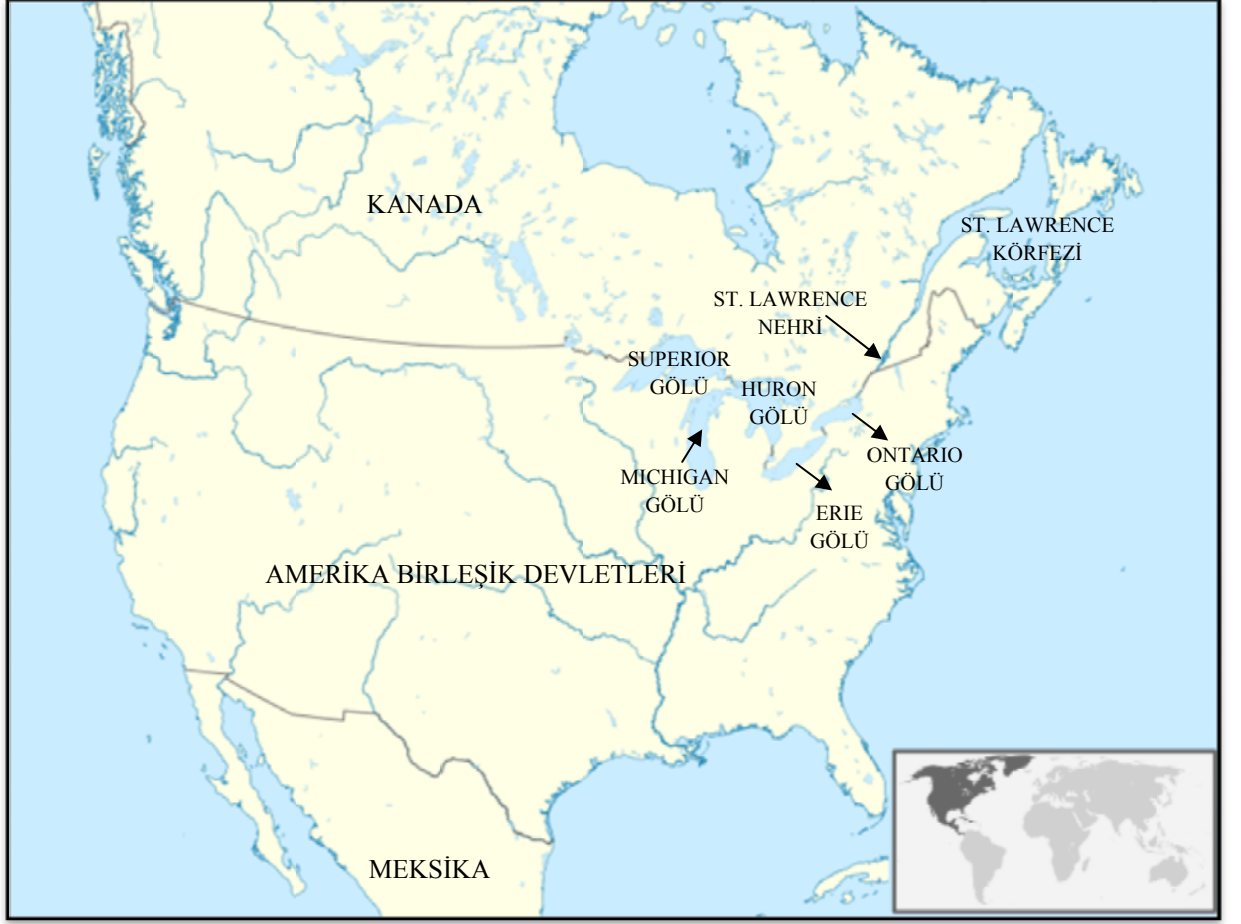 KANADA
ST. LAWRENCE
KÖRFEZİ
ST. LAWRENCE
NEHRİ
SUPERIOR
GÖLÜ
HURON
GÖLÜ
MICHIGAN
GÖLÜ
ONTARIO
GÖLÜ
ERIE
GÖLÜ
AMERİKA BİRLEŞİK DEVLETLERİ
MEKSİKA